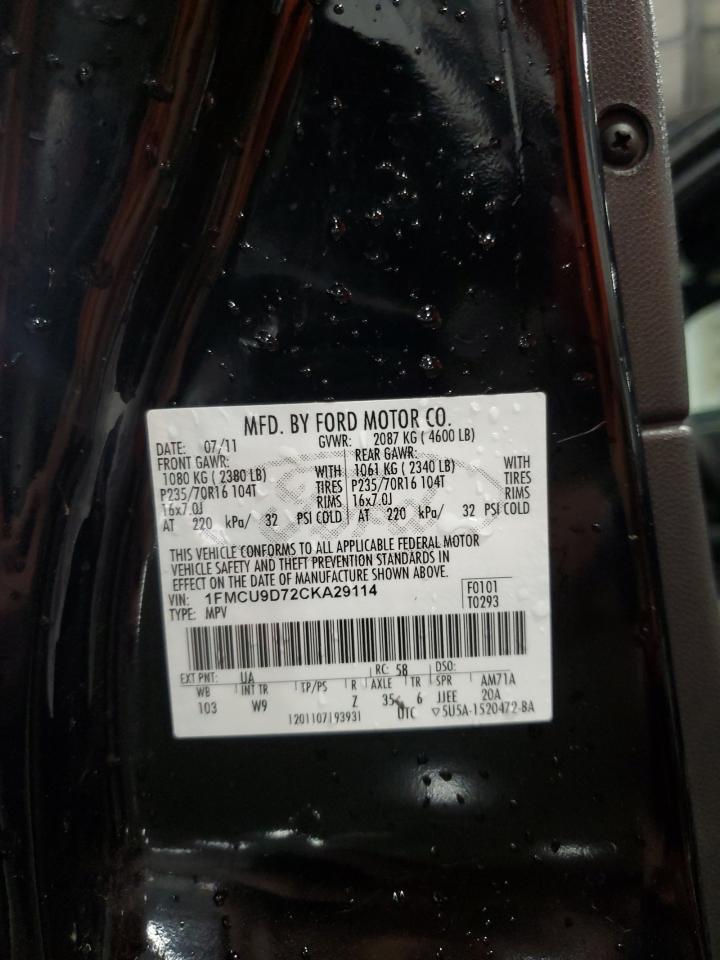 MFD. BY FORD MOTOR CO.
DATE: 07/11 GVWR: 2087 KG ( 4600 LB)
FRONT GAWR: REAR GAWR:
1080 KG ( 2380 LB) WITH 1061 KG ( 2340 LB) WITH
P235/70R16 104T TIRES P235/70R16 104T TIRES
16x7.0J RIMS 16x7.0J RIMS
AT 220 kPa/ 32 PSI COLD AT 220 kPa/ 32 PSI COLD
THIS VEHICLE CONFORMS TO ALL APPLICABLE FEDERAL MOTOR
VEHICLE SAFETY AND THEFT PREVENTION STANDARDS IN
EFFECT ON THE DATE OF MANUFACTURE SHOWN ABOVE.
VIN: 1FMCU9D72CKA29114 F0101
TYPE: MPV T0293
EXT PNT: UA RC: 58 DSO:
WB INT TR TP/PS R AXLE TR SPR AM71A
103 W9 Z 35 6 JJEE 20A
1201107193931 UTC ▽5U5A-1520472-BA